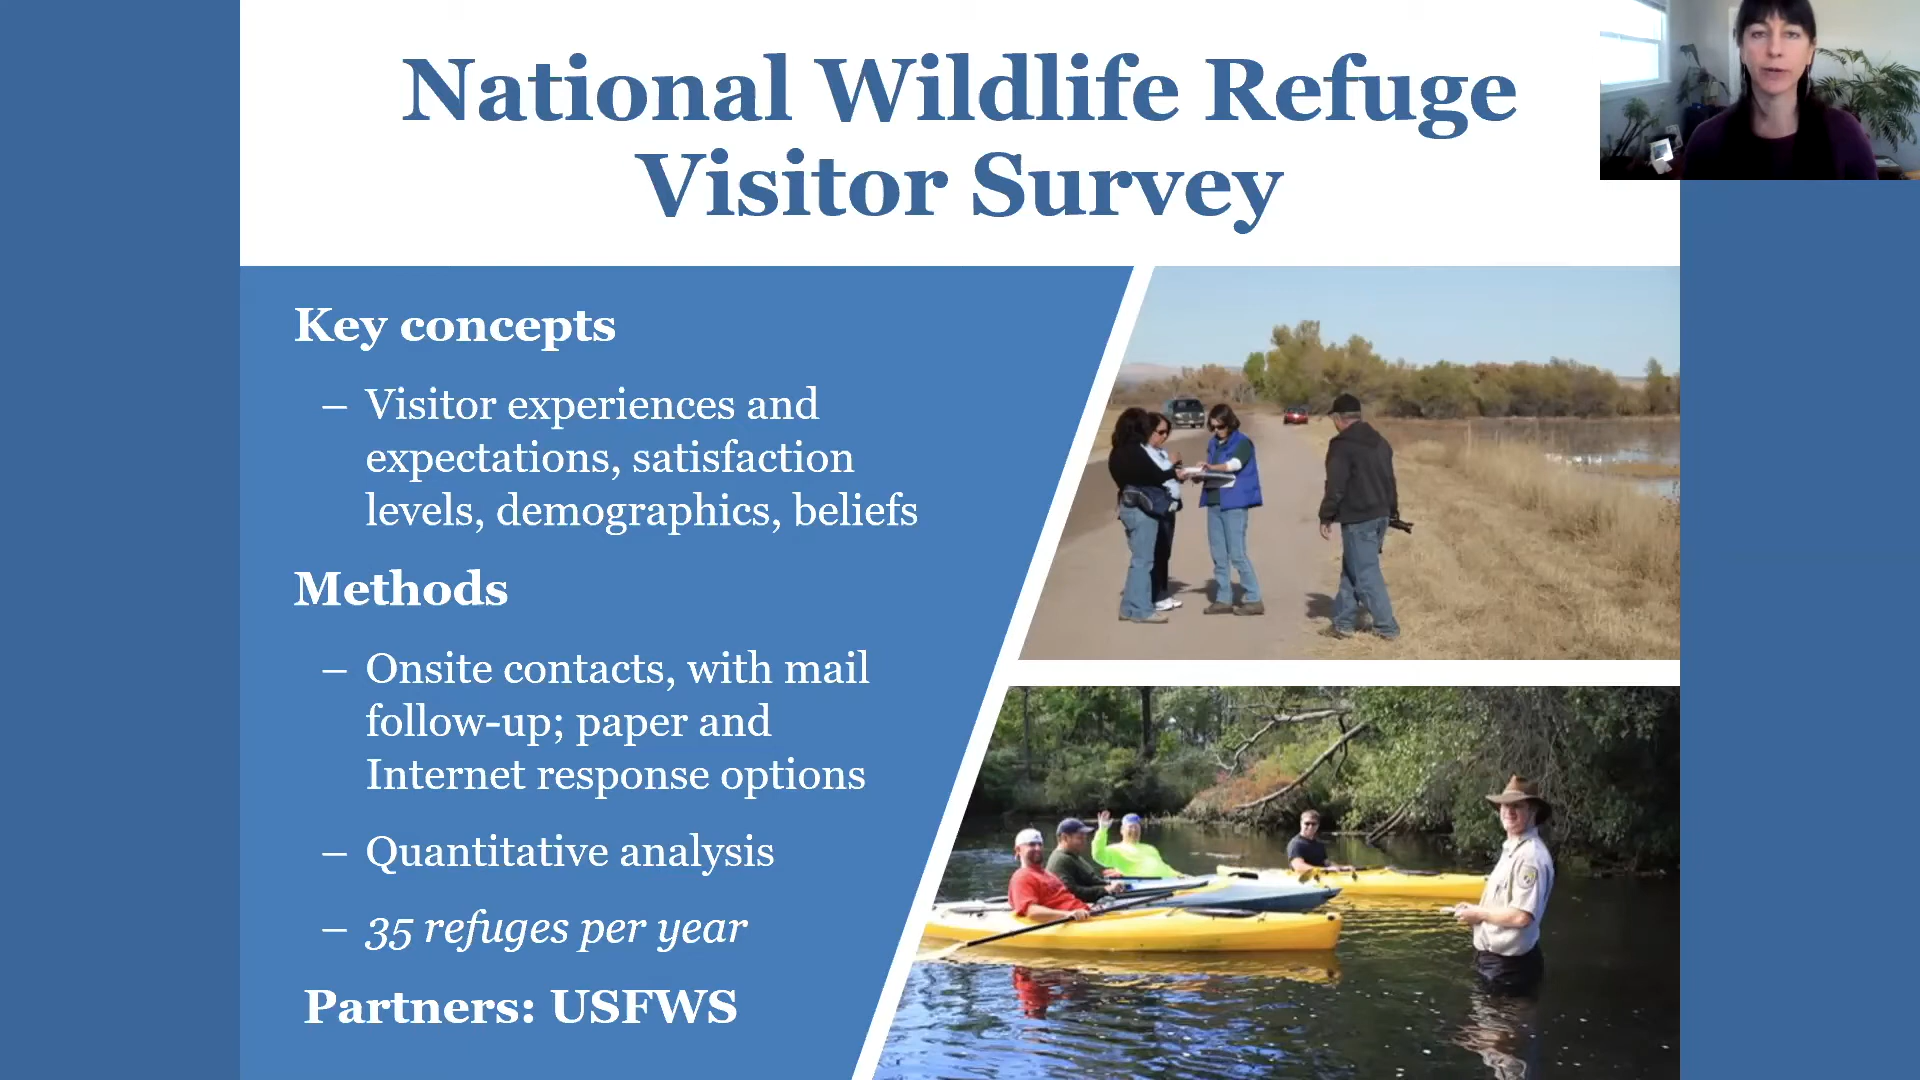 National Wildlife Refuge
Visitor Survey
Key concepts
– Visitor experiences and
expectations, satisfaction
levels, demographics, beliefs
Methods
– Onsite contacts, with mail
follow-up; paper and
Internet response options
– Quantitative analysis
– 35 refuges per year
Partners: USFWS